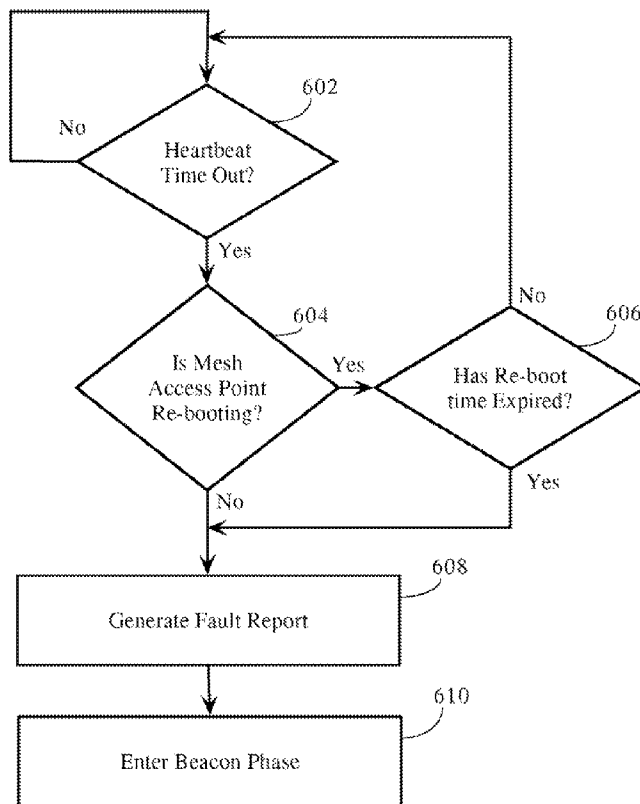 602
No
Heartbeat
Time Out?
Yes
No
604
606
Is Mesh
Access Point
Re-booting?
Yes
Has Re-boot
time Expired?
No
Yes
608
Generate Fault Report
610
Enter Beacon Phase